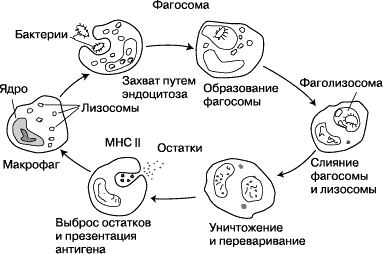 Фагосома
Бактерии
Захват путем
эндоцитоза
Образование
фагосомы
Фаголизосома
Ядро
Лизосомы
Макрофаг
Слияние
фагосомы
и лизосомы
МНС II
Остатки
Выброс остатков
и презентация
антигена
Уничтожение
и переваривание